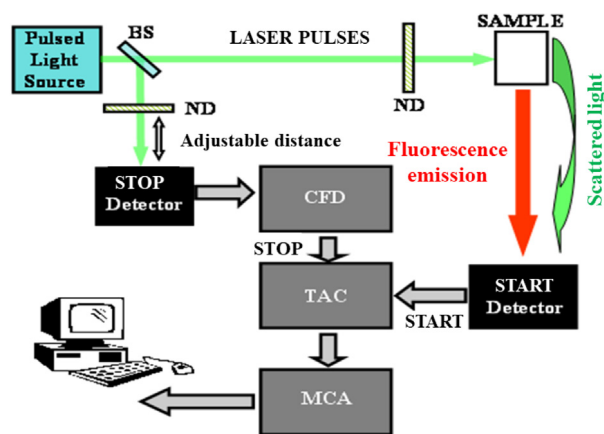 Pulsed
Light
Source
BS
LASER PULSES
SAMPLE
ND
ND
Adjustable distance
Fluorescence
emission
Scattered light
STOP
Detector
CFD
STOP
TAC
START
START
Detector
MCA